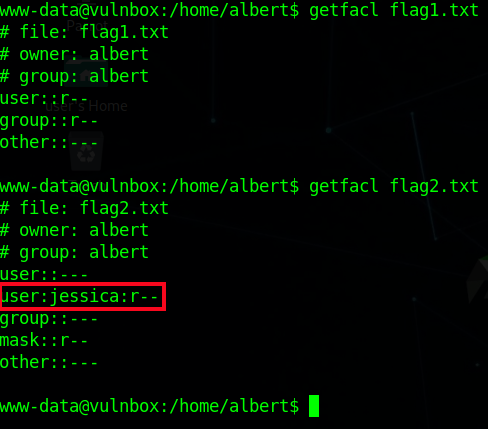 www-data@vulnbox:/home/albert$ getfacl flag1.txt
# file: flag1.txt
# owner: albert
# group: albert
user::r--
group::r--
other::---
www-data@vulnbox:/home/albert$ getfacl flag2.txt
# file: flag2.txt
# owner: albert
# group: albert
user::---
user:jessica:r--
group::---
mask::r--
other::---
www-data@vulnbox:/home/albert$